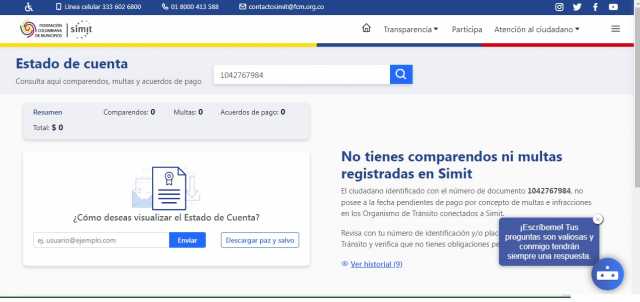 Línea celular 333 602 6800
01 8000 413 588
contactosimit@fcm.org.co
FEDERACIÓN
COLOMBIANA
DE MUNICIPIOS
simit
Transparencia
Participa
Atención al ciudadano
Estado de cuenta
Consulta aquí comparendos, multas y acuerdos de pago
1042767984
Resumen
Comparendos: 0
Multas: 0
Acuerdos de pago: 0
Total: $ 0
¿Cómo deseas visualizar el Estado de Cuenta?
ej. usuario@ejemplo.com
Enviar
Descargar paz y salvo
No tienes comparendos ni multas
registradas en Simit
El ciudadano identificado con el número de documento 1042767984, no
posee a la fecha pendientes de pago por concepto de multas e infracciones
en los Organismo de Tránsito conectados a Simit.
Revisa con tu número de identificación y/o placa
Tránsito y verifica que no tienes obligaciones
Ver historial (9)
¡Escríbeme! Tus
preguntas son valiosas y
conmigo tendrán
siempre una respuesta.